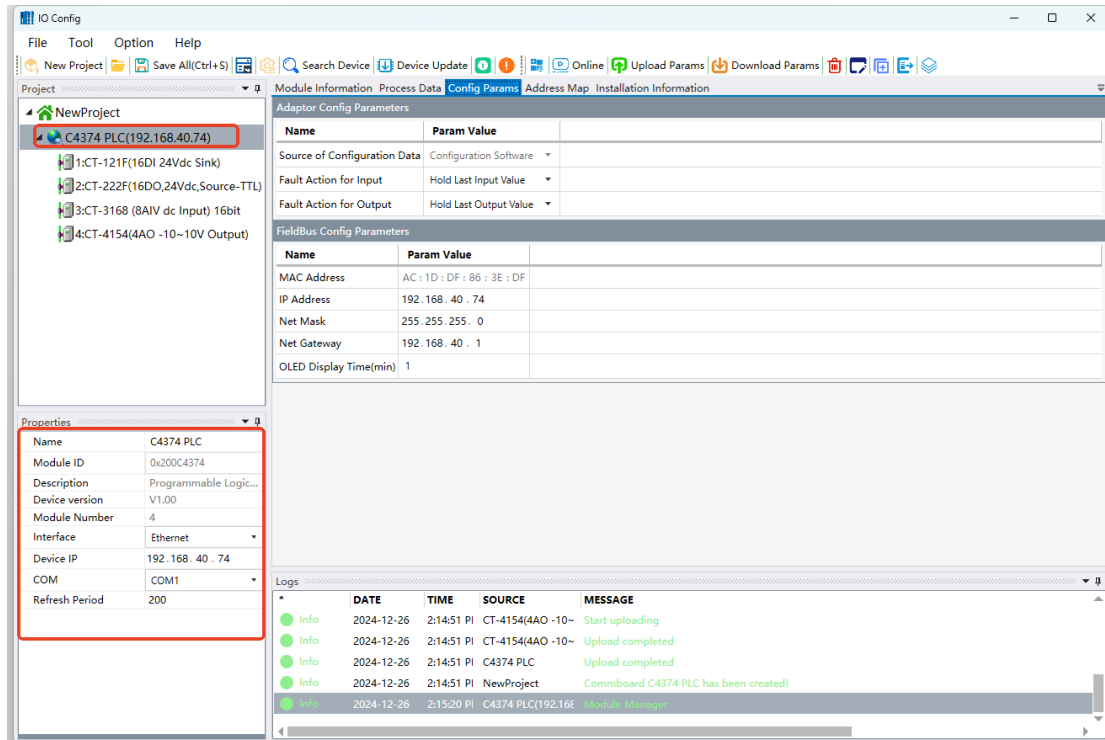 IO Config
File Tool Option Help
New Project Save All(Ctrl+S) Search Device Device Update Online Upload Params Download Params
Project
NewProject
C4374 PLC(192.168.40.74)
1:CT-121F(16DI 24Vdc Sink)
2:CT-222F(16DO,24Vdc,Source-TTL)
3:CT-3168 (8AIV dc Input) 16bit
4:CT-4154(4AO -10~10V Output)
Module Information Process Data Config Params Address Map Installation Information
Adaptor Config Parameters
Name Param Value
Source of Configuration Data Configuration Software
Fault Action for Input Hold Last Input Value
Fault Action for Output Hold Last Output Value
FieldBus Config Parameters
Name Param Value
MAC Address AC : 1D : DF : 86 : 3E : DF
IP Address 192.168. 40 . 74
Net Mask 255.255.255. 0
Net Gateway 192.168. 40 . 1
OLED Display Time(min) 1
Properties
Name C4374 PLC
Module ID 0x200C4374
Description Programmable Logic...
Device version V1.00
Module Number 4
Interface Ethernet
Device IP 192.168. 40 . 74
COM COM1
Refresh Period 200
Logs
* DATE TIME SOURCE MESSAGE
Info 2024-12-26 2:14:51 PI CT-4154(4AO -10~ Start uploading
Info 2024-12-26 2:14:51 PI CT-4154(4AO -10~ Upload completed
Info 2024-12-26 2:14:51 PI C4374 PLC Upload completed
Info 2024-12-26 2:14:51 PI NewProject Commboard C4374 PLC has been created!
Info 2024-12-26 2:15:20 PI C4374 PLC(192.16 Module Manager